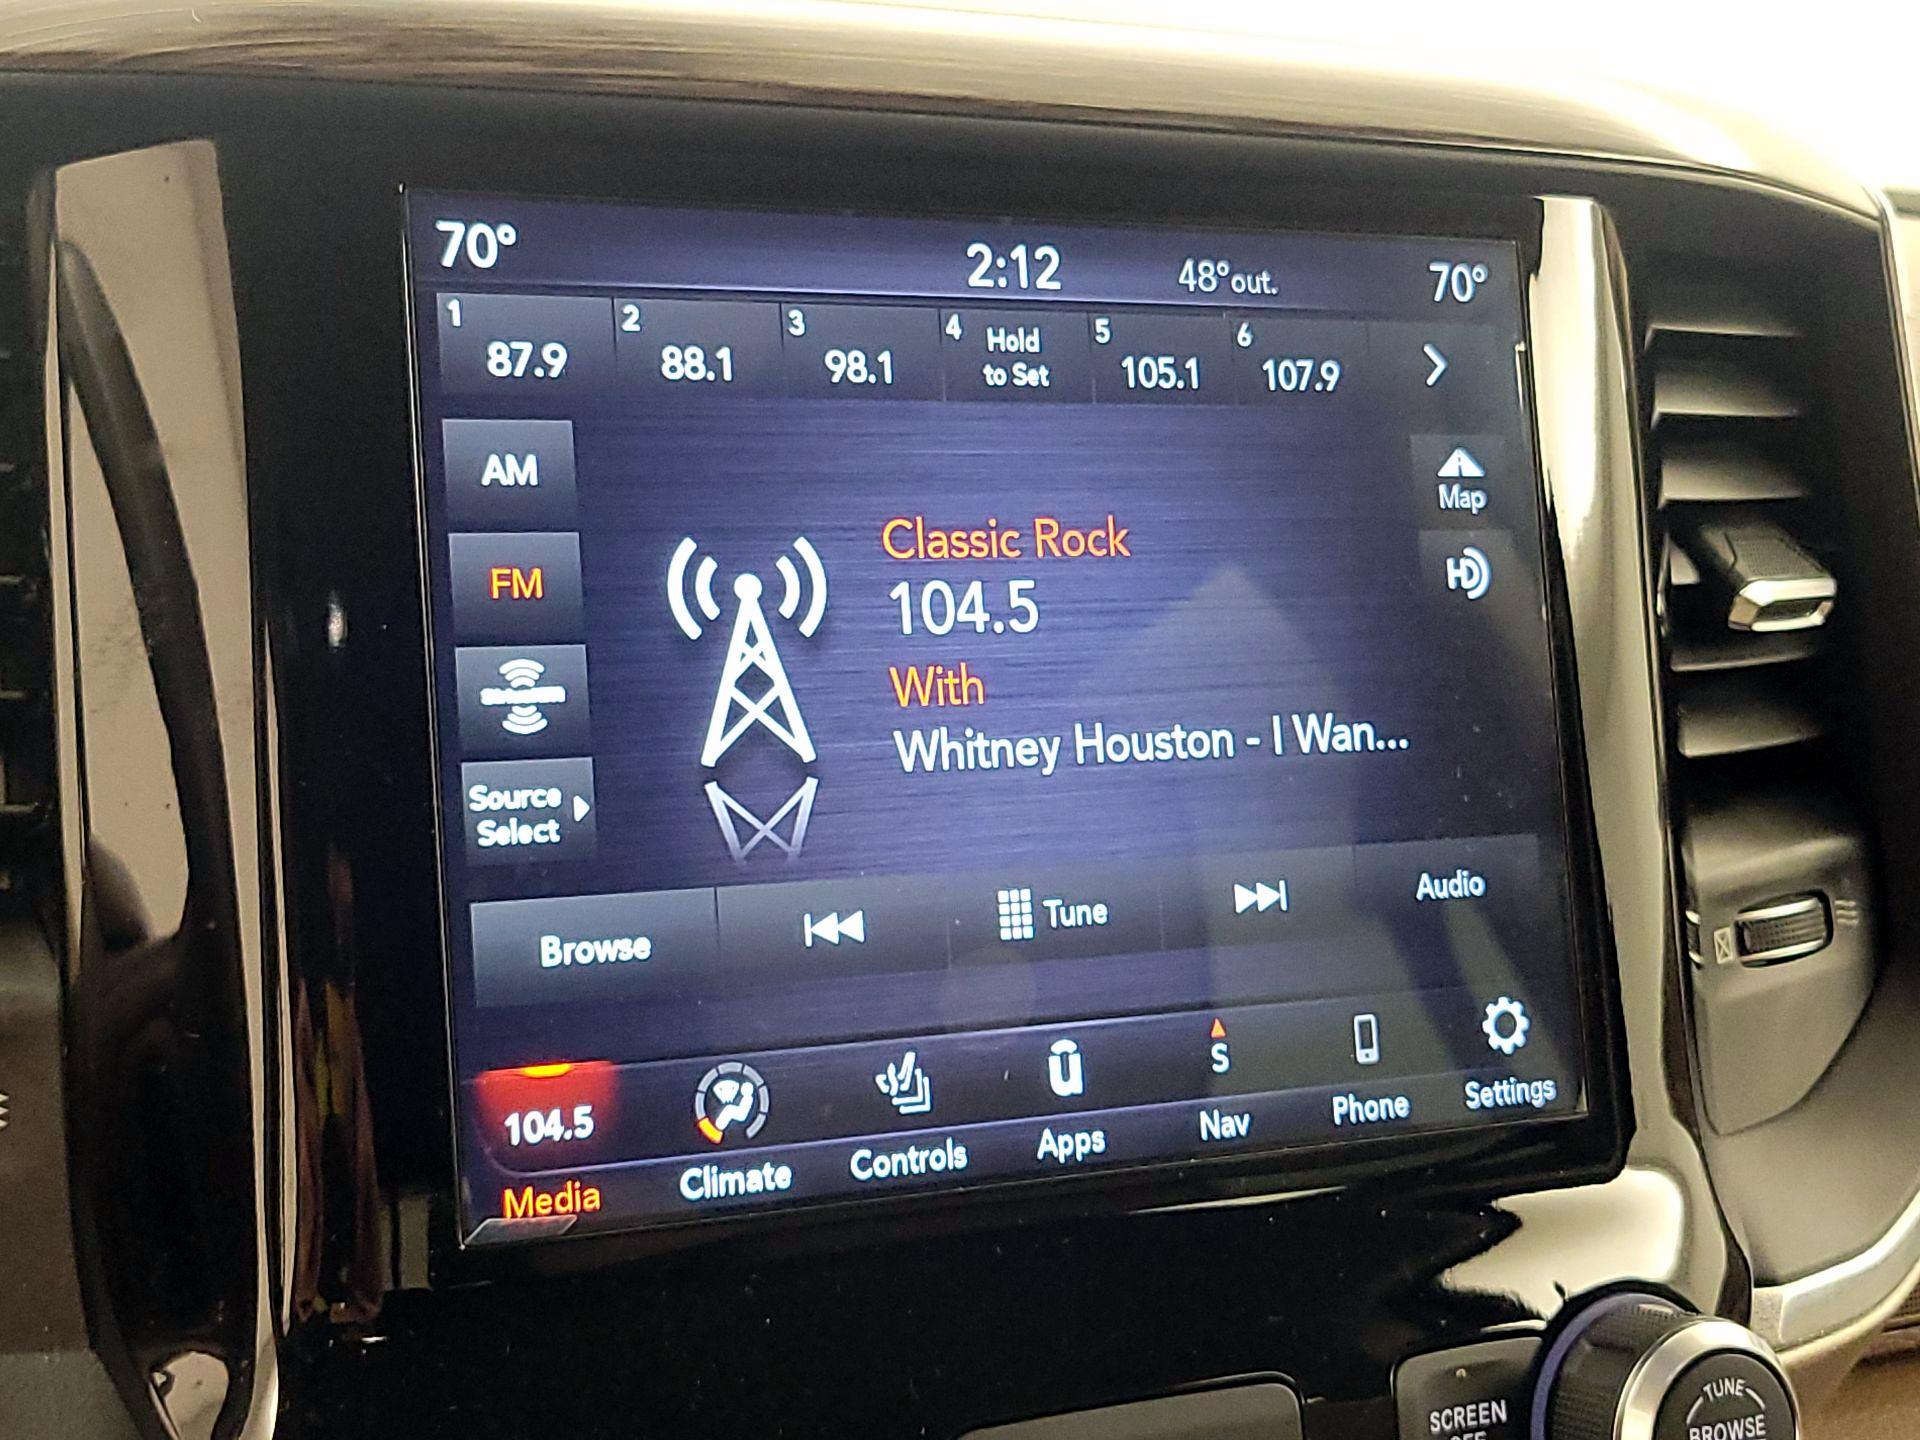 70° 2:12 48° out. 70°
1 2 3 4 5 6
87.9 88.1 98.1 Hold to Set 105.1 107.9
AM
Map
FM
HD
Classic Rock
104.5
With
Whitney Houston - I Wan...
Source
Select
Browse Tune Audio
104.5 S
Media Climate Controls Apps Nav Phone Settings
TUNE
SCREEN BROWSE